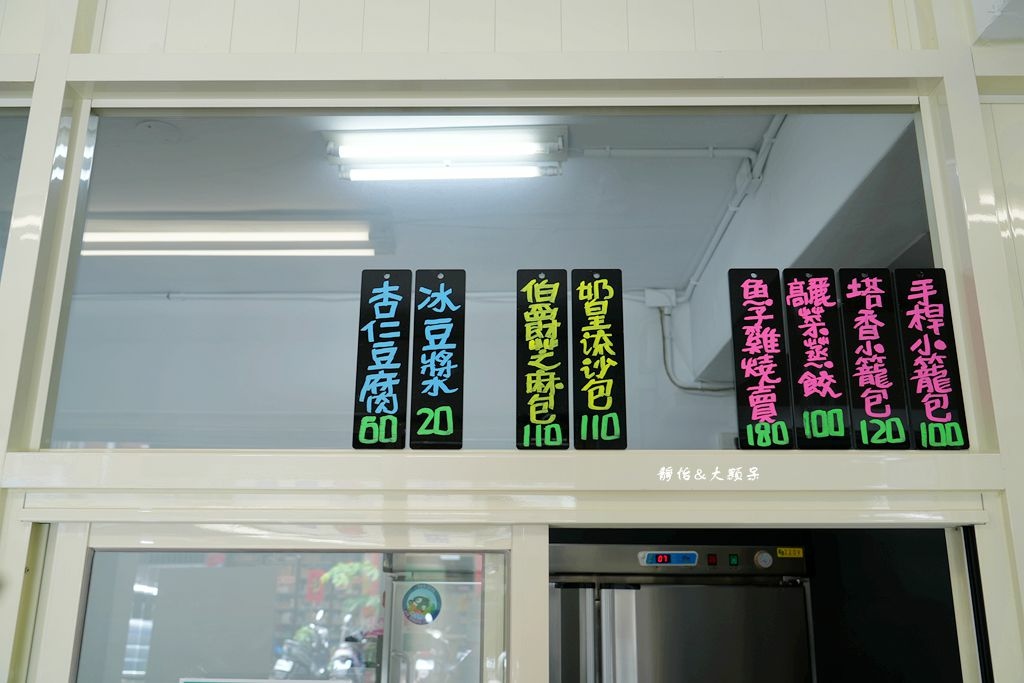 手桿小籠包
100
塔香小籠包
120
高麗菜蒸餃
100
魚子雞燒賣
180
奶皇流沙包
110
伯爵芝麻包
110
冰豆漿
20
杏仁豆腐
60
靜怡&大顆呆